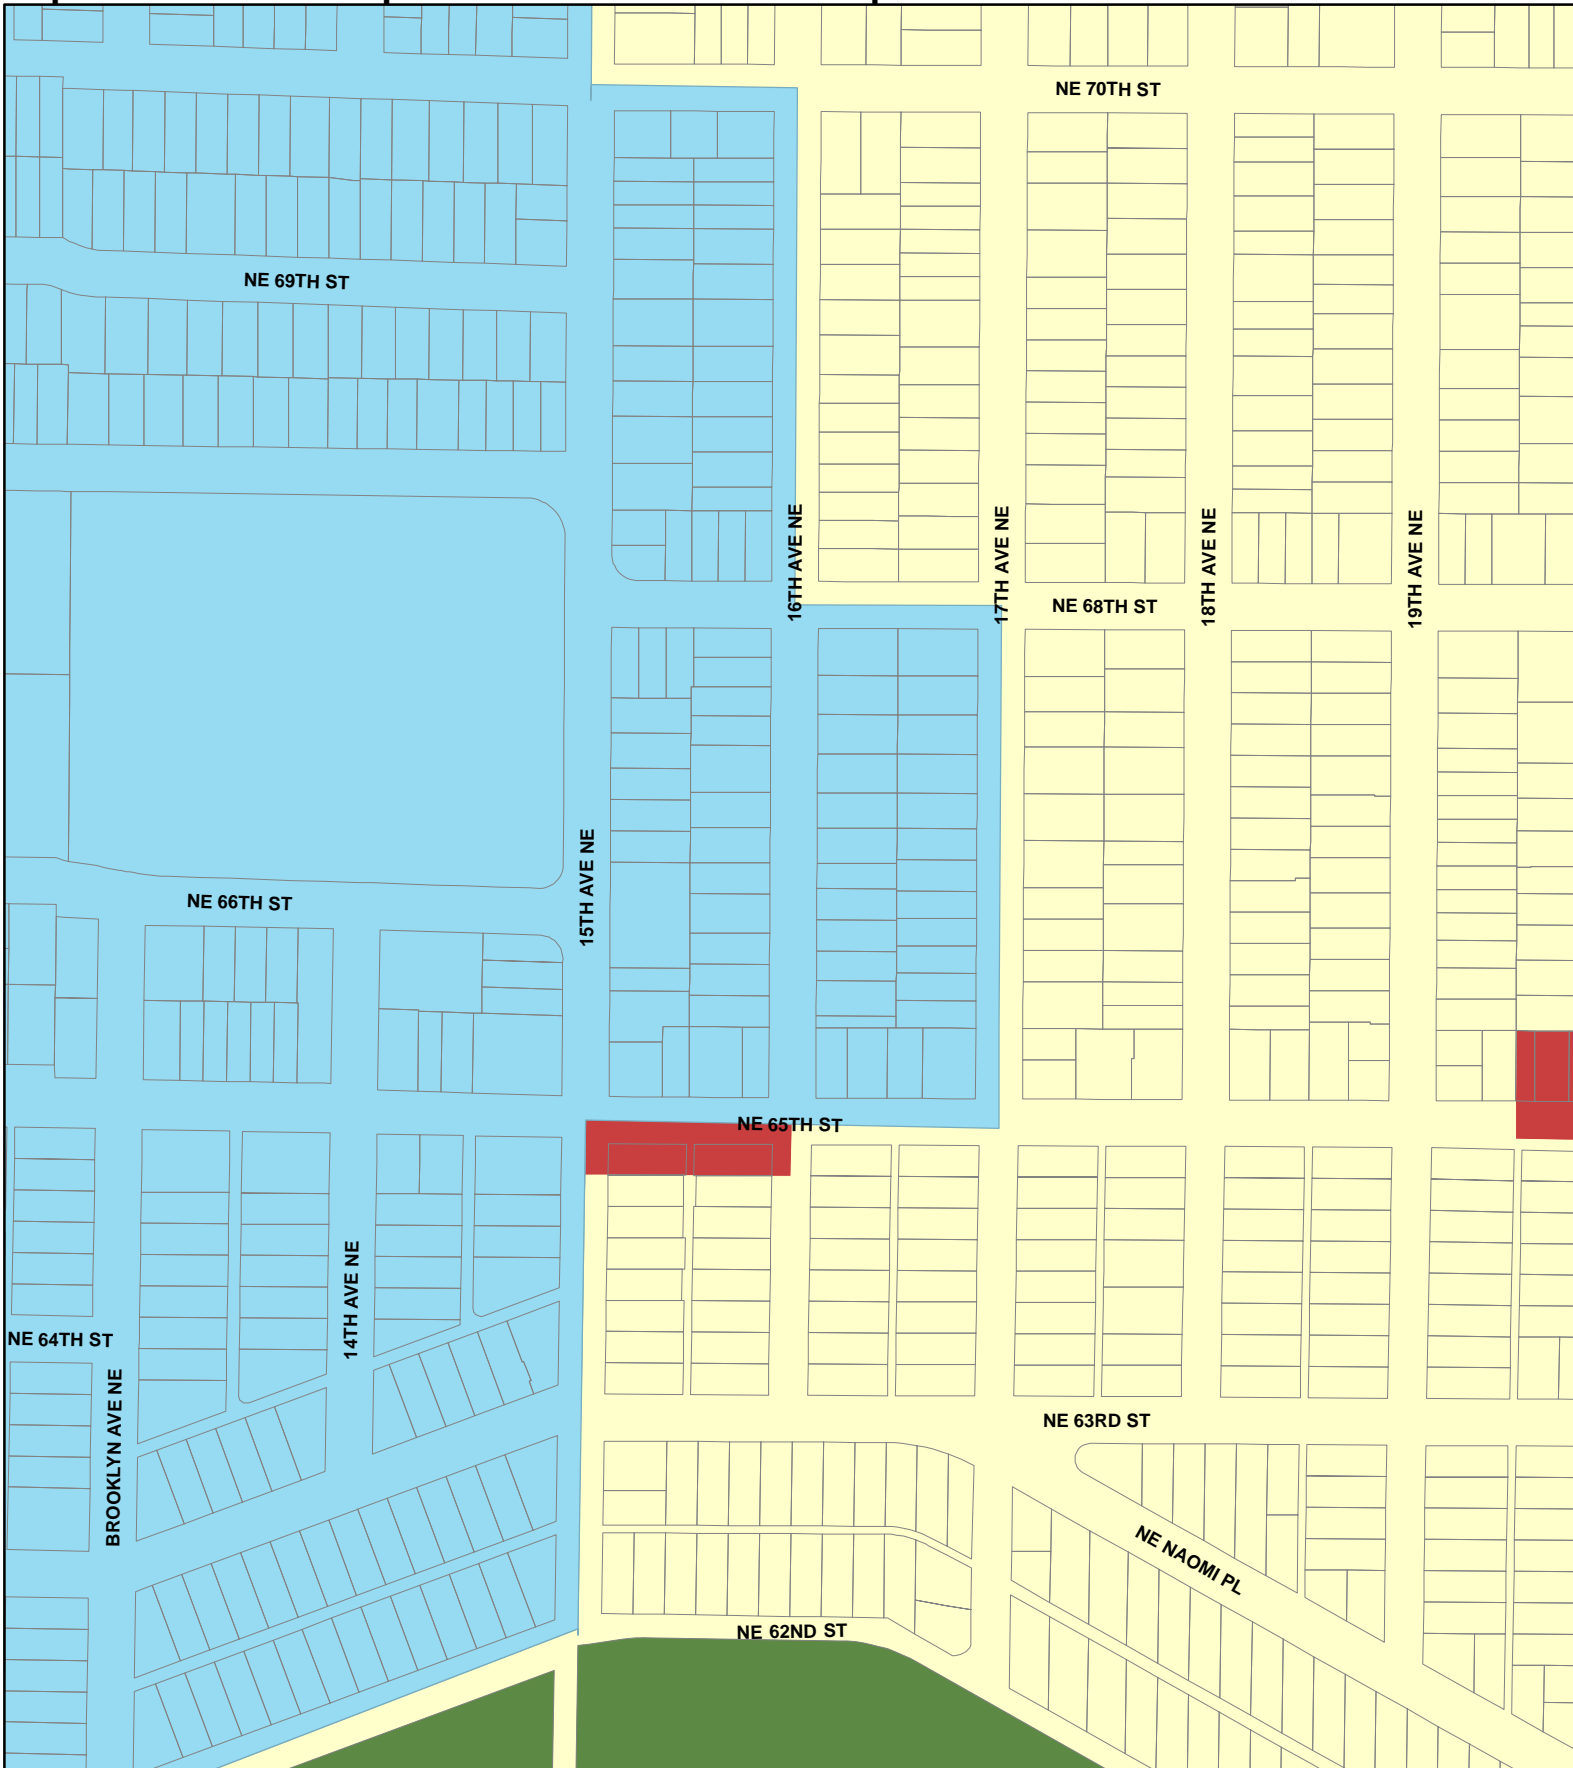 NE 70TH ST
NE 69TH ST
16TH AVE NE
17TH AVE NE
18TH AVE NE
19TH AVE NE
NE 68TH ST
15TH AVE NE
NE 66TH ST
NE 65TH ST
14TH AVE NE
NE 64TH ST
BROOKLYN AVE NE
NE 63RD ST
NE NAOMI PL
NE 62ND ST